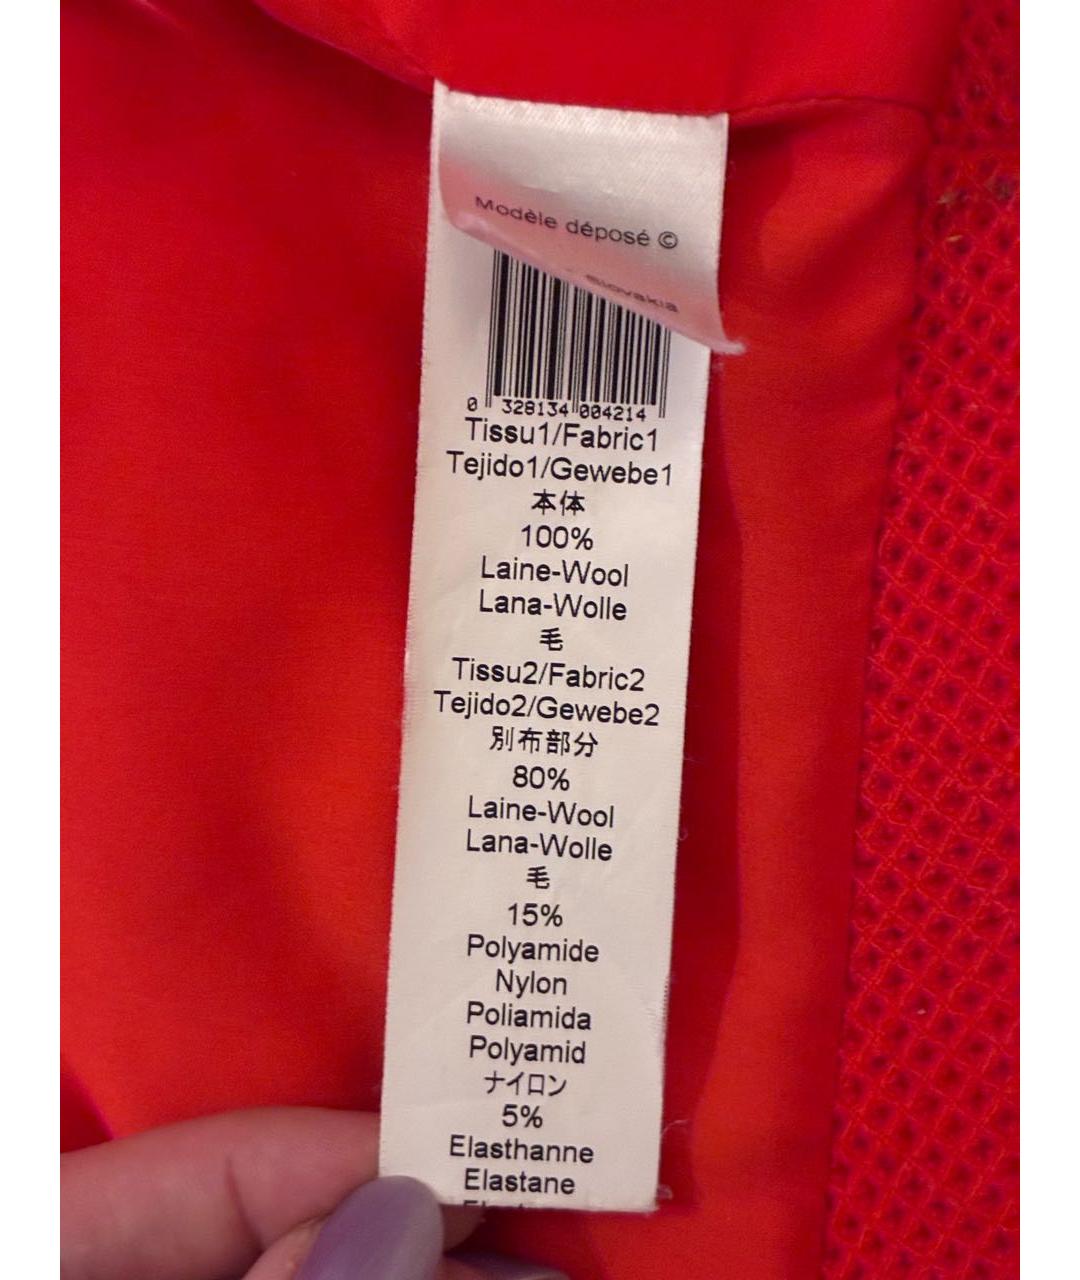 Modèle déposé ©
Slovakia
0 328134 004214
Tissu1/Fabric1
Tejido1/Gewebe1
本体
100%
Laine-Wool
Lana-Wolle
毛
Tissu2/Fabric2
Tejido2/Gewebe2
別布部分
80%
Laine-Wool
Lana-Wolle
毛
15%
Polyamide
Nylon
Poliamida
Polyamid
ナイロン
5%
Elasthanne
Elastane